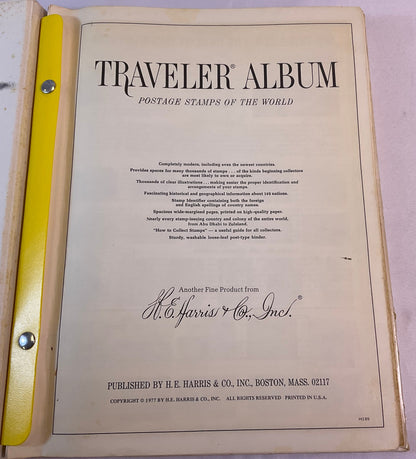 TRAVELER® ALBUM
POSTAGE STAMPS OF THE WORLD
Completely modern, including even the newest countries.
Provides spaces for many thousands of stamps . . . of the kinds beginning collectors
are most likely to own or acquire.
Thousands of clear illustrations . . . making easier the proper identification and
arrangements of your stamps.
Fascinating historical and geographical information about 140 nations.
Stamp Identifier containing both the foreign
and English spellings of country names.
Spacious wide-margined pages, printed on high-quality paper.
Nearly every stamp-issuing country and colony of the entire world,
from Abu Dhabi to Zululand.
"How to Collect Stamps" — a useful guide for all collectors.
Sturdy, washable loose-leaf post-type binder.
Another Fine Product from
H.E. Harris & Co., Inc.®
PUBLISHED BY H. E. HARRIS & CO., INC., BOSTON, MASS. 02117
COPYRIGHT © 1977 BY H.E. HARRIS & CO., INC. ALL RIGHTS RESERVED PRINTED IN U.S.A.